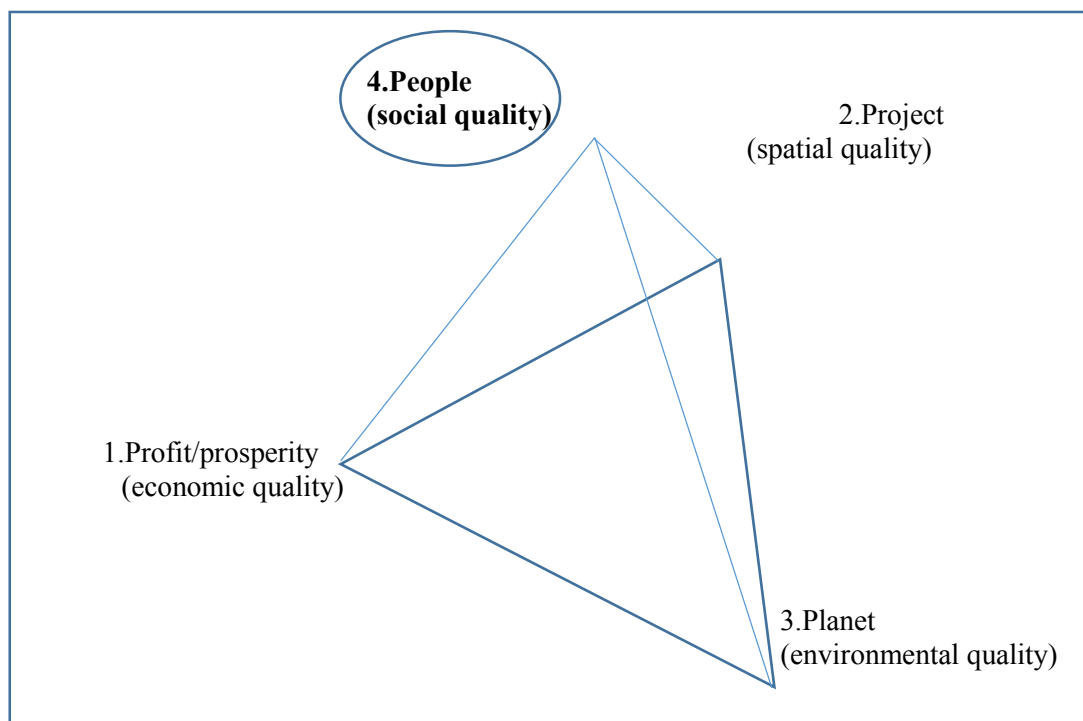 4.People
(social quality)
2.Project
(spatial quality)
1.Profit/prosperity
(economic quality)
3.Planet
(environmental quality)